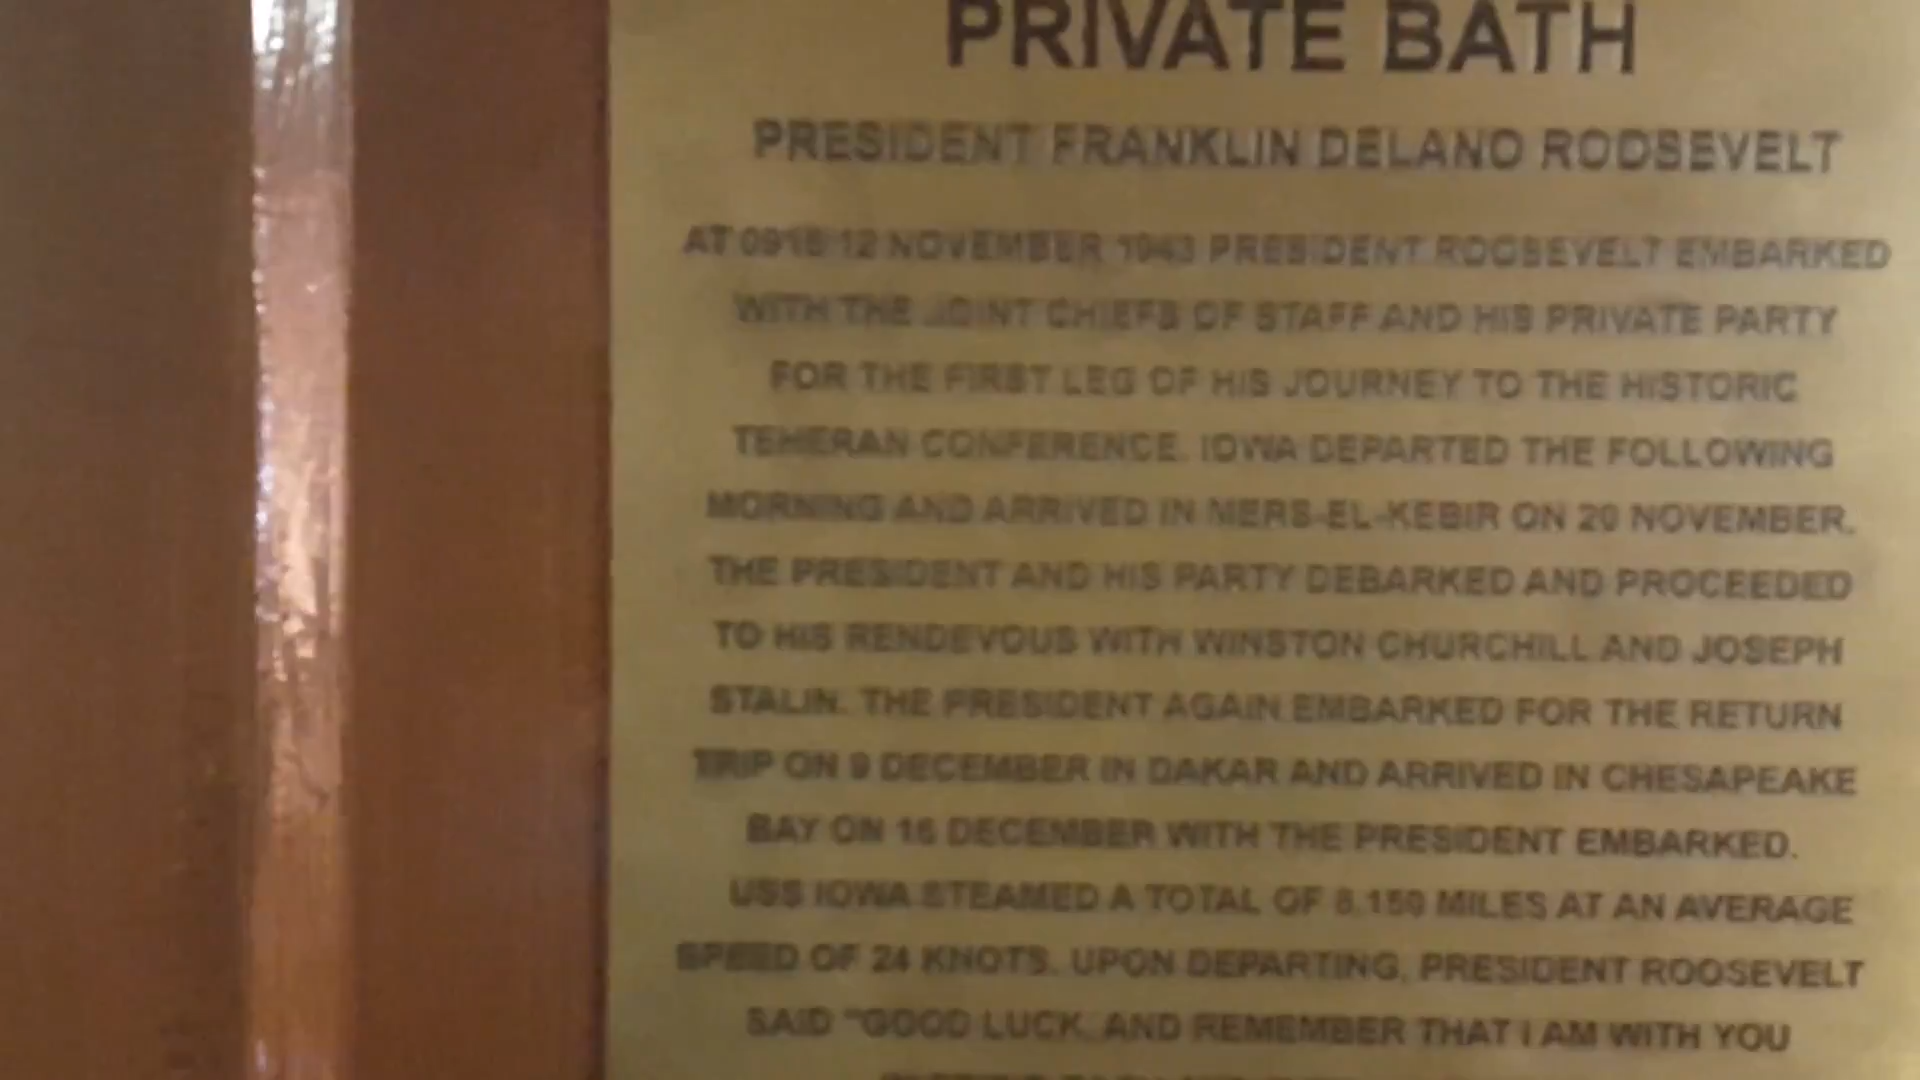 PRIVATE BATH
PRESIDENT FRANKLIN DELANO ROOSEVELT
AT 0915 12 NOVEMBER 1943 PRESIDENT ROOSEVELT EMBARKED
WITH THE JOINT CHIEFS OF STAFF AND HIS PRIVATE PARTY
FOR THE FIRST LEG OF HIS JOURNEY TO THE HISTORIC
TEHERAN CONFERENCE. IOWA DEPARTED THE FOLLOWING
MORNING AND ARRIVED IN MERS-EL-KEBIR ON 20 NOVEMBER.
THE PRESIDENT AND HIS PARTY DEBARKED AND PROCEEDED
TO HIS RENDEVOUS WITH WINSTON CHURCHILL AND JOSEPH
STALIN. THE PRESIDENT AGAIN EMBARKED FOR THE RETURN
TRIP ON 9 DECEMBER IN DAKAR AND ARRIVED IN CHESAPEAKE
BAY ON 16 DECEMBER WITH THE PRESIDENT EMBARKED.
USS IOWA STEAMED A TOTAL OF 8,150 MILES AT AN AVERAGE
SPEED OF 24 KNOTS. UPON DEPARTING, PRESIDENT ROOSEVELT
SAID "GOOD LUCK, AND REMEMBER THAT I AM WITH YOU